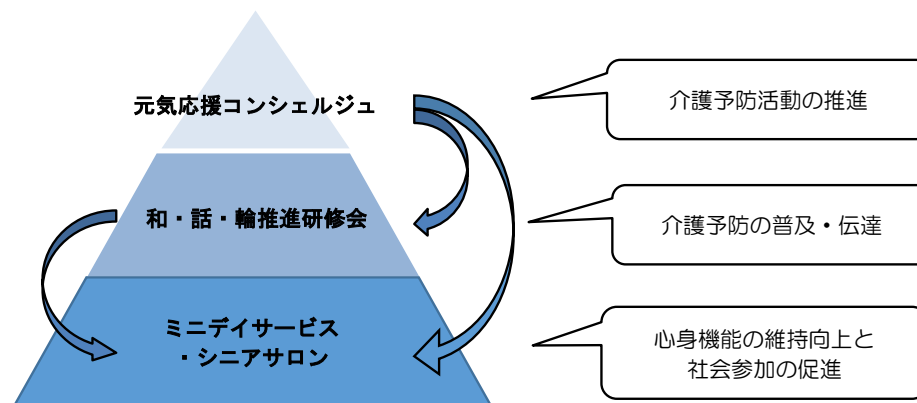 元気応援コンシェルジュ
介護予防活動の推進
和・話・輪推進研修会
介護予防の普及・伝達
ミニデイサービス
・シニアサロン
心身機能の維持向上と
社会参加の促進